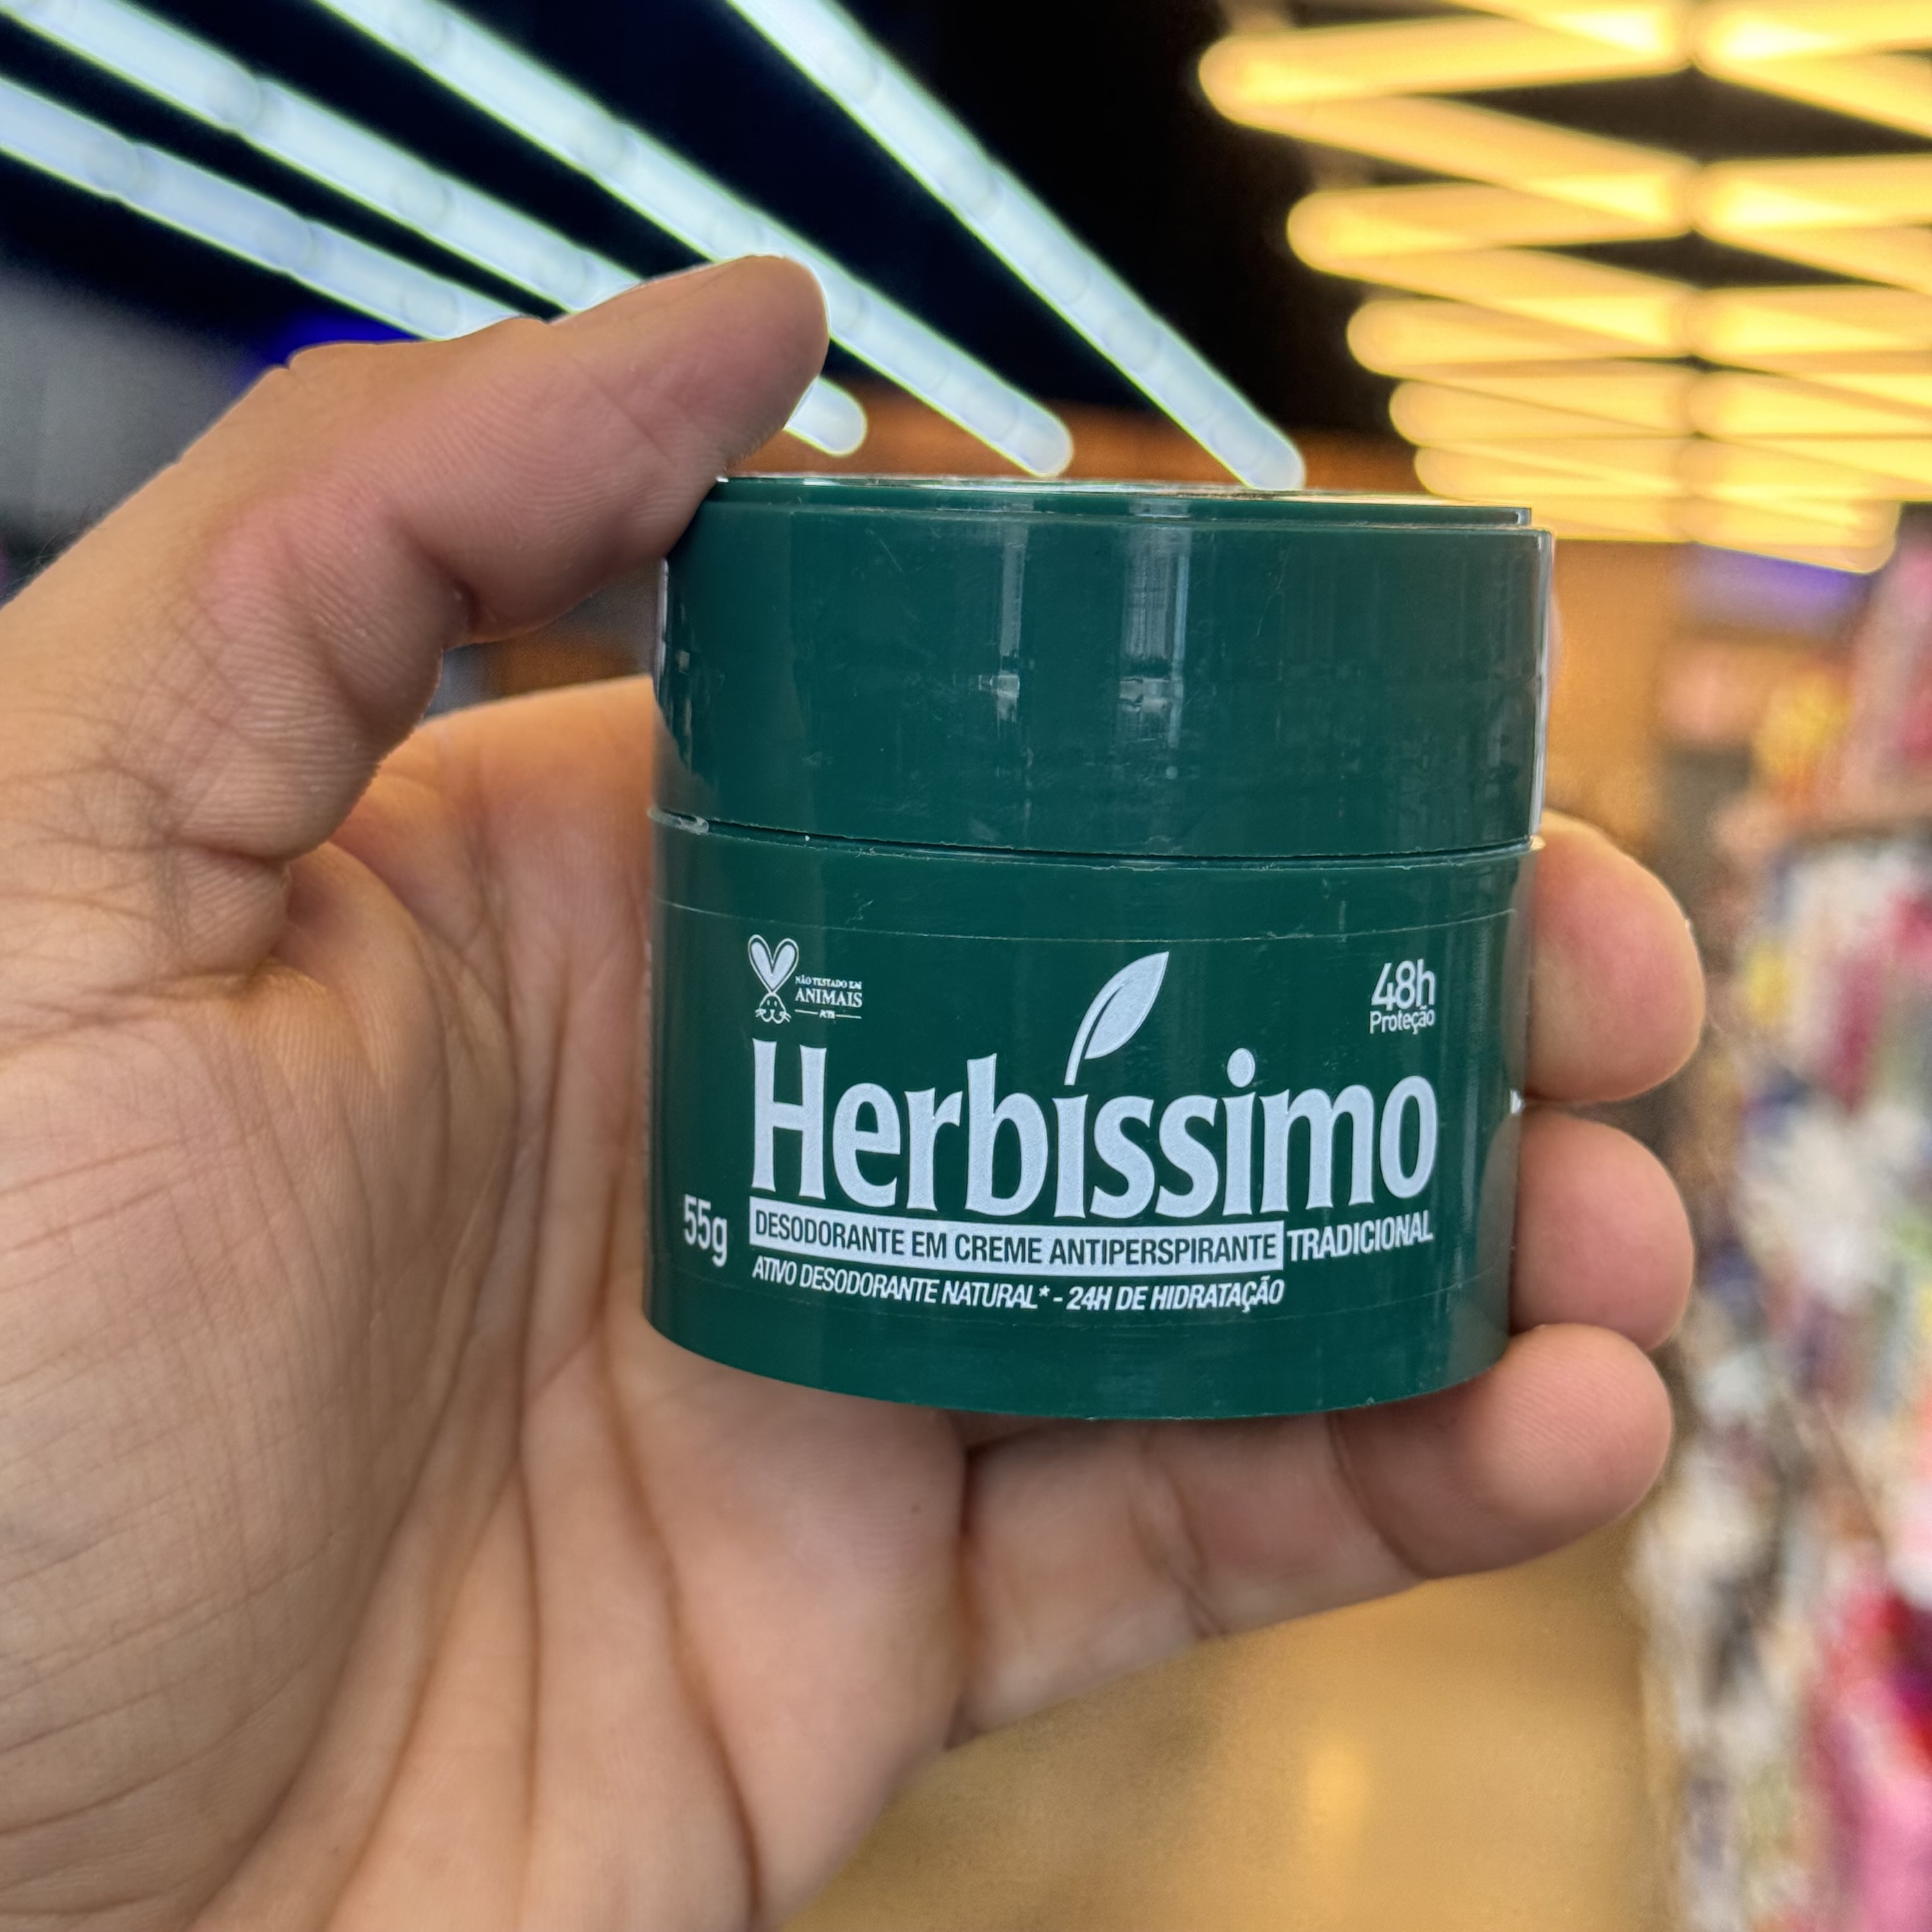 NÃO TESTADO EM
ANIMAIS
PETA
48h
Proteção
Herbíssimo
55g
DESODORANTE EM CREME ANTIPERSPIRANTE TRADICIONAL
ATIVO DESODORANTE NATURAL* - 24H DE HIDRATAÇÃO